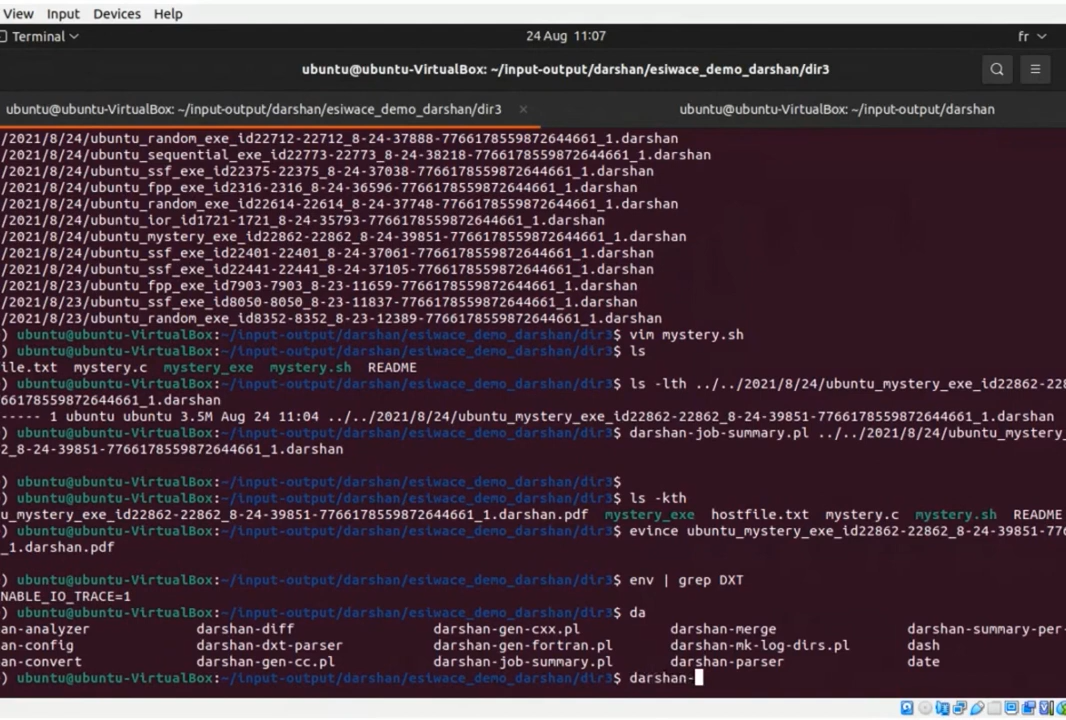 View Input Devices Help
Terminal 24 Aug 11:07 fr
ubuntu@ubuntu-VirtualBox: ~/input-output/darshan/esiwace_demo_darshan/dir3
ubuntu@ubuntu-VirtualBox: ~/input-output/darshan/esiwace_demo_darshan/dir3 × ubuntu@ubuntu-VirtualBox: ~/input-output/darshan
/2021/8/24/ubuntu_random_exe_id22712-22712_8-24-37888-7766178559872644661_1.darshan
/2021/8/24/ubuntu_sequential_exe_id22773-22773_8-24-38218-7766178559872644661_1.darshan
/2021/8/24/ubuntu_ssf_exe_id22375-22375_8-24-37038-7766178559872644661_1.darshan
/2021/8/24/ubuntu_fpp_exe_id2316-2316_8-24-36596-7766178559872644661_1.darshan
/2021/8/24/ubuntu_random_exe_id22614-22614_8-24-37748-7766178559872644661_1.darshan
/2021/8/24/ubuntu_ior_id1721-1721_8-24-35793-7766178559872644661_1.darshan
/2021/8/24/ubuntu_mystery_exe_id22862-22862_8-24-39851-7766178559872644661_1.darshan
/2021/8/24/ubuntu_ssf_exe_id22401-22401_8-24-37061-7766178559872644661_1.darshan
/2021/8/24/ubuntu_ssf_exe_id22441-22441_8-24-37105-7766178559872644661_1.darshan
/2021/8/23/ubuntu_fpp_exe_id7903-7903_8-23-11659-7766178559872644661_1.darshan
/2021/8/23/ubuntu_ssf_exe_id8050-8050_8-23-11837-7766178559872644661_1.darshan
/2021/8/23/ubuntu_random_exe_id8352-8352_8-23-12389-7766178559872644661_1.darshan
) ubuntu@ubuntu-VirtualBox:~/input-output/darshan/esiwace_demo_darshan/dir3$ vim mystery.sh
) ubuntu@ubuntu-VirtualBox:~/input-output/darshan/esiwace_demo_darshan/dir3$ ls
ile.txt mystery.c mystery_exe mystery.sh README
) ubuntu@ubuntu-VirtualBox:~/input-output/darshan/esiwace_demo_darshan/dir3$ ls -lth ../../2021/8/24/ubuntu_mystery_exe_id22862-228
66178559872644661_1.darshan
----- 1 ubuntu ubuntu 3.5M Aug 24 11:04 ../../2021/8/24/ubuntu_mystery_exe_id22862-22862_8-24-39851-7766178559872644661_1.darshan
) ubuntu@ubuntu-VirtualBox:~/input-output/darshan/esiwace_demo_darshan/dir3$ darshan-job-summary.pl ../../2021/8/24/ubuntu_mystery_
2_8-24-39851-7766178559872644661_1.darshan
) ubuntu@ubuntu-VirtualBox:~/input-output/darshan/esiwace_demo_darshan/dir3$
) ubuntu@ubuntu-VirtualBox:~/input-output/darshan/esiwace_demo_darshan/dir3$ ls -kth
u_mystery_exe_id22862-22862_8-24-39851-7766178559872644661_1.darshan.pdf mystery_exe hostfile.txt mystery.c mystery.sh README
) ubuntu@ubuntu-VirtualBox:~/input-output/darshan/esiwace_demo_darshan/dir3$ evince ubuntu_mystery_exe_id22862-22862_8-24-39851-776
_1.darshan.pdf
) ubuntu@ubuntu-VirtualBox:~/input-output/darshan/esiwace_demo_darshan/dir3$ env | grep DXT
NABLE_IO_TRACE=1
) ubuntu@ubuntu-VirtualBox:~/input-output/darshan/esiwace_demo_darshan/dir3$ da
an-analyzer darshan-diff darshan-gen-cxx.pl darshan-merge darshan-summary-per-
an-config darshan-dxt-parser darshan-gen-fortran.pl darshan-mk-log-dirs.pl dash
an-convert darshan-gen-cc.pl darshan-job-summary.pl darshan-parser date
) ubuntu@ubuntu-VirtualBox:~/input-output/darshan/esiwace_demo_darshan/dir3$ darshan-